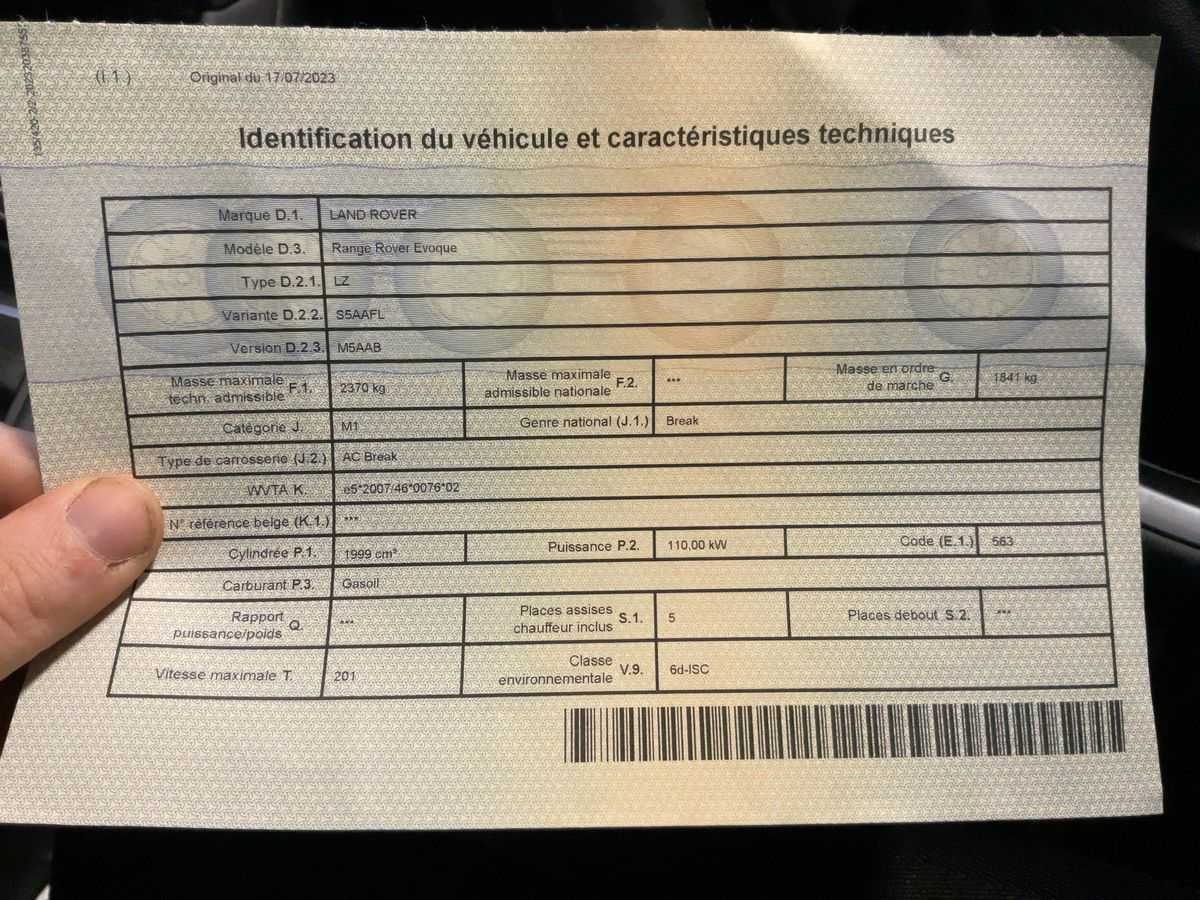 (I 1) Original du 17/07/2023
Identification du véhicule et caractéristiques techniques
Marque D.1. LAND ROVER
Modèle D.3. Range Rover Evoque
Type D.2.1. LZ
Variante D.2.2. S5AAFL
Version D.2.3. M5AAB
Masse maximale techn. admissible F.1. 2370 kg Masse maximale admissible nationale F.2. *** Masse en ordre de marche G. 1841 kg
Catégorie J. M1 Genre national (J.1.) Break
Type de carrosserie (J.2.) AC Break
WVTA K. e5*2007/46*0076*02
N° référence belge (K.1.) ***
Cylindrée P.1. 1999 cm³ Puissance P.2. 110,00 kW Code (E.1.) 563
Carburant P.3. Gasoil
Rapport puissance/poids Q. *** Places assises chauffeur inclus S.1. 5 Places debout S.2. ***
Vitesse maximale T. 201 Classe environnementale V.9. 6d-ISC